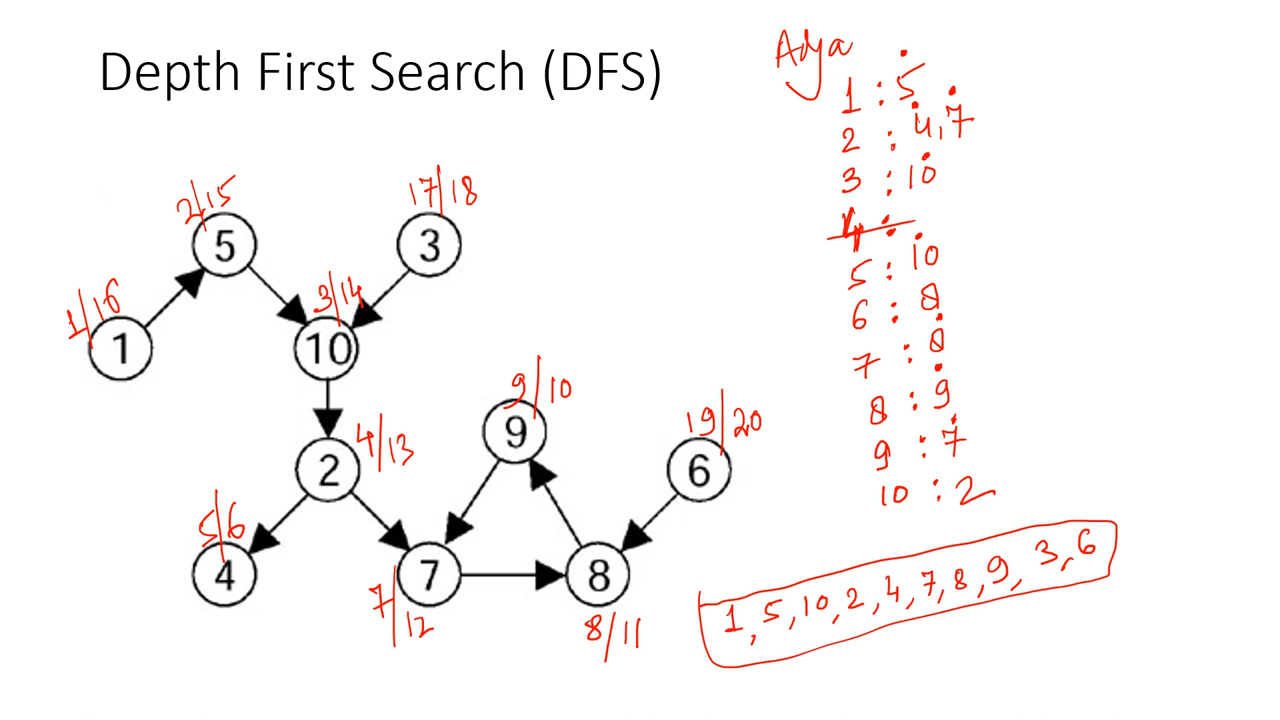 Depth First Search (DFS)
Adja
1 : 5
2 : 4,7
3 : 10
4 :
5 : 10
6 : 8
7 : 8
8 : 9
9 : 7
10 : 2
2/15
17/18
5
3
1/16
3/14
1
10
9/10
19/20
9
4/13
6
2
5/6
4
7
8
7/12
8/11
1, 5, 10, 2, 4, 7, 8, 9, 3, 6